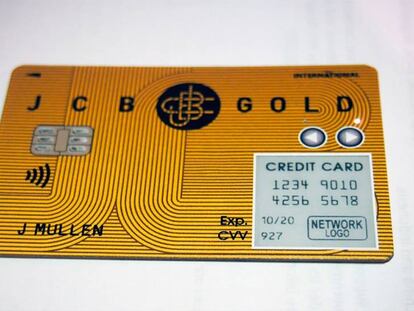 INTERNATIONAL
J C B GOLD
CREDIT CARD
1234 9010
4256 5678
Exp. 10/20
CVV 927
NETWORK
LOGO
J MULLEN